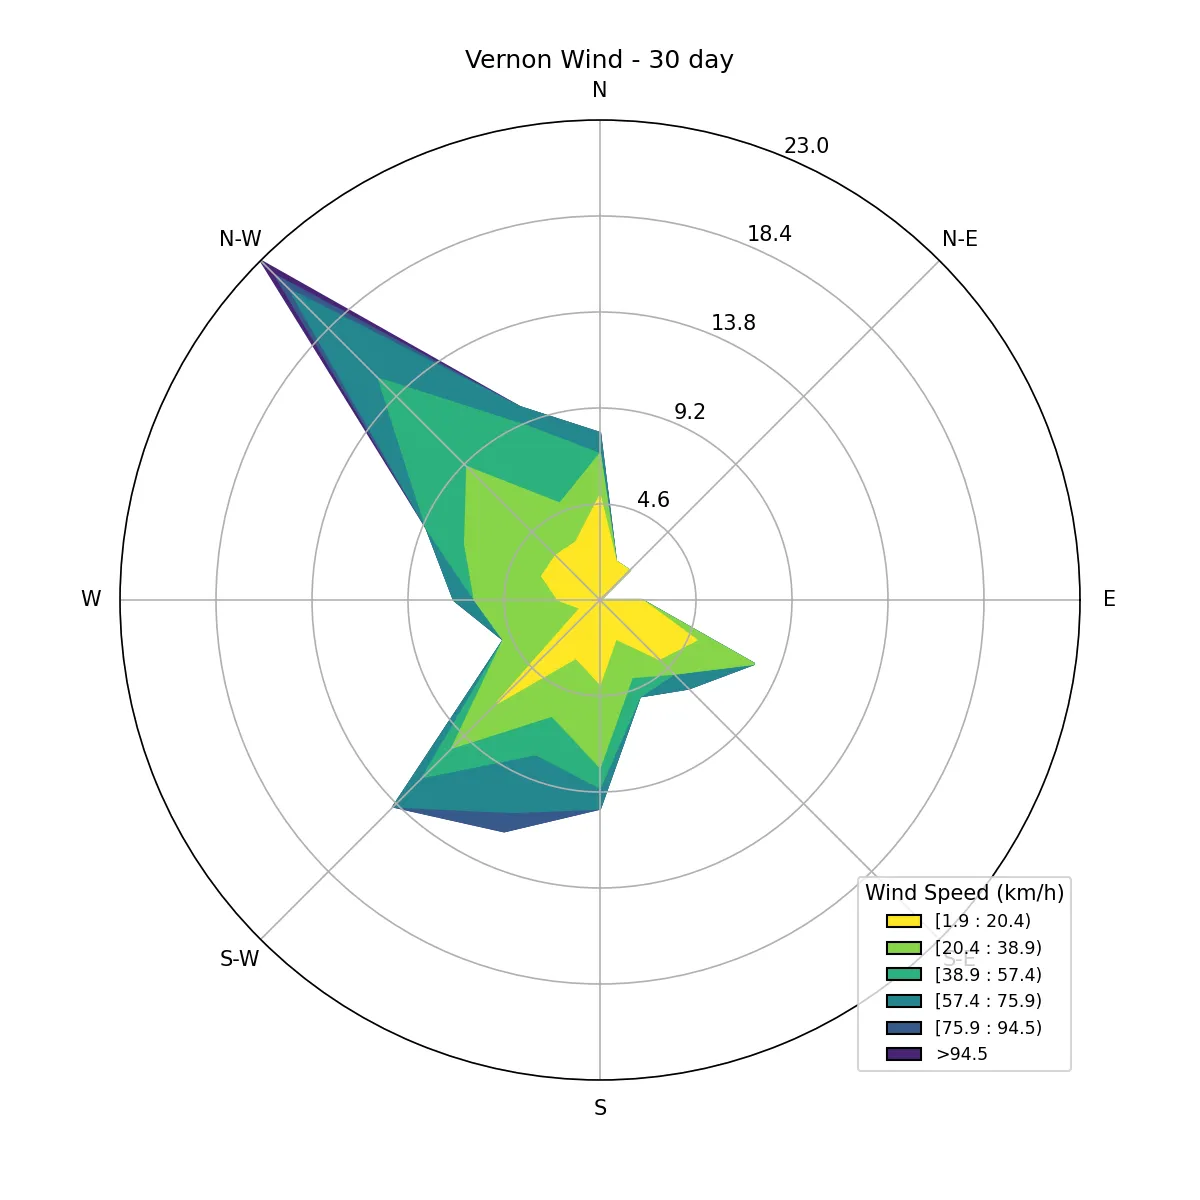 Vernon Wind - 30 day
N
23.0
N-W
18.4
N-E
13.8
9.2
4.6
W
E
S-W
S-E
S
Wind Speed (km/h)
[1.9 : 20.4)
[20.4 : 38.9)
[38.9 : 57.4)
[57.4 : 75.9)
[75.9 : 94.5)
>94.5